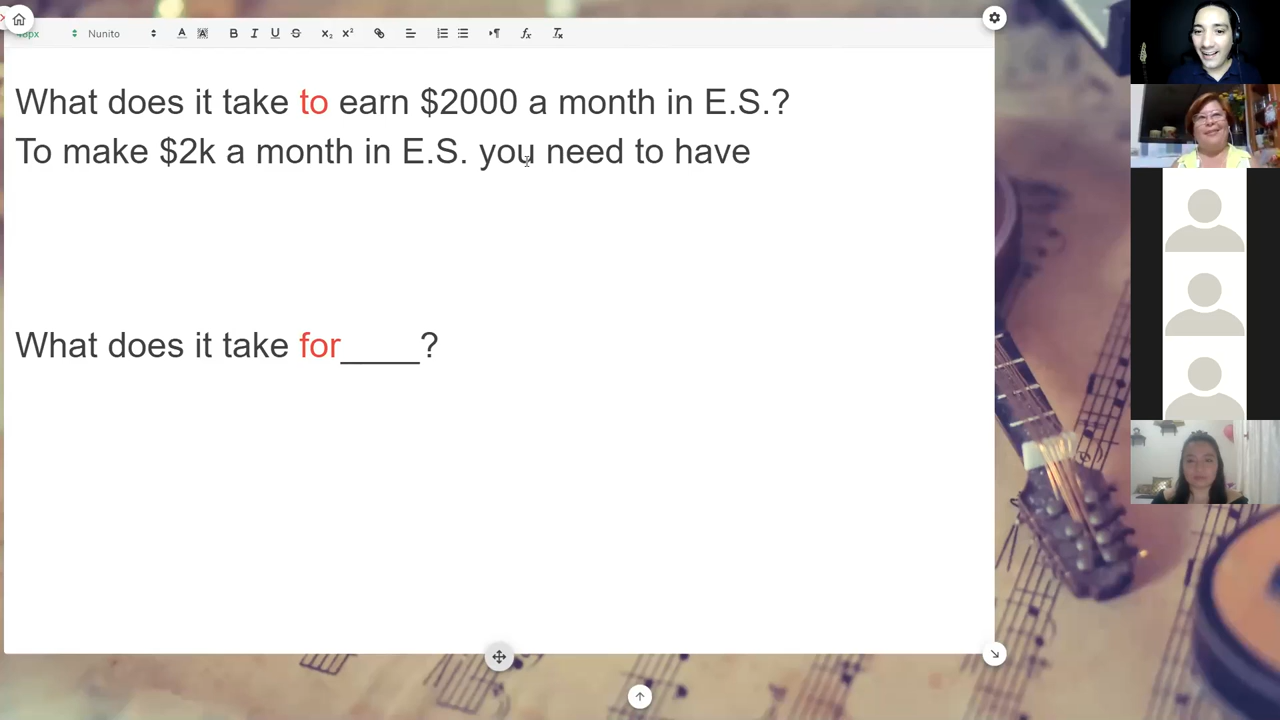 Nunito
What does it take to earn $2000 a month in E.S.?
To make $2k a month in E.S. you need to have
What does it take for____?